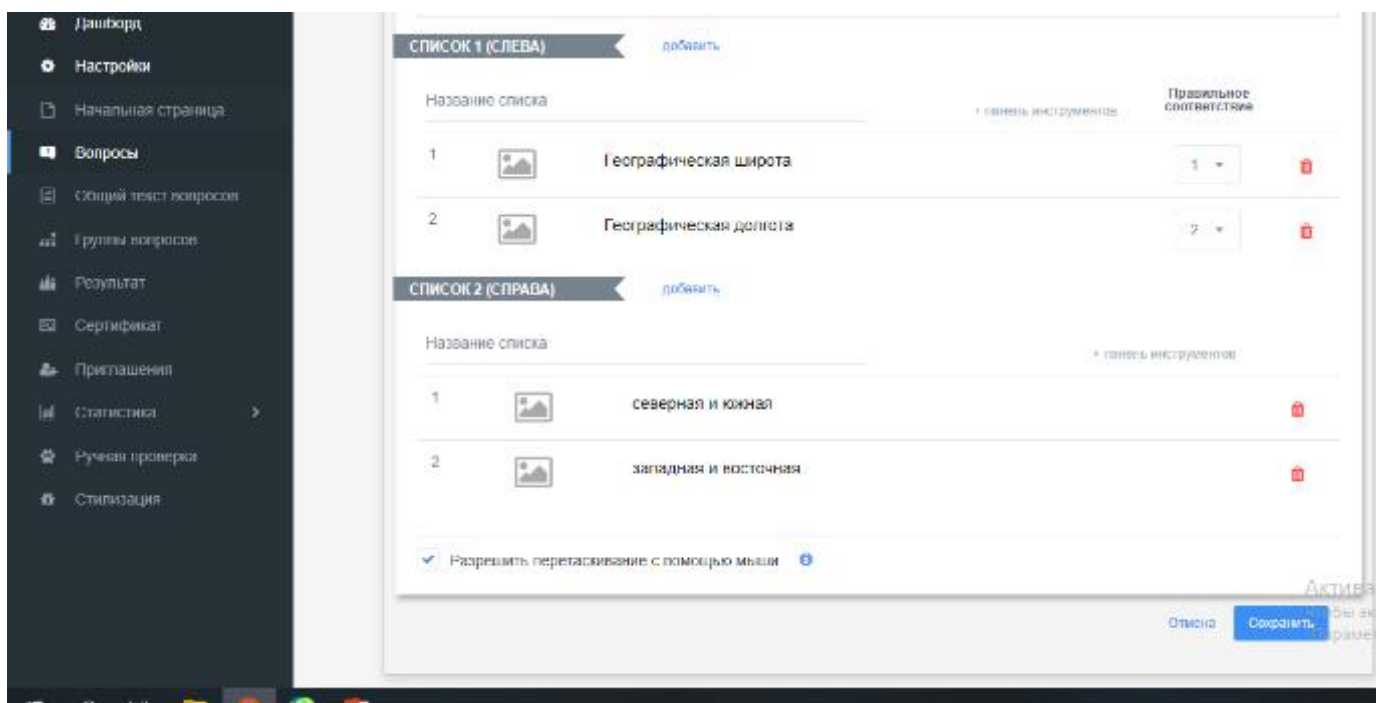 Дашборд
Настройки
Начальная страница
Вопросы
Общий текст вопросов
Группы вопросов
Результат
Сертификат
Приглашения
Статистика
Ручная проверка
Стилизация
СПИСОК 1 (СЛЕВА) добавить
Название списка + панель инструментов Правильное соответствие
1 Географическая широта 1
2 Географическая долгота 2
СПИСОК 2 (СПРАВА) добавить
Название списка + панель инструментов
1 северная и южная
2 западная и восточная
Разрешить перетаскивание с помощью мыши
Отмена Сохранить